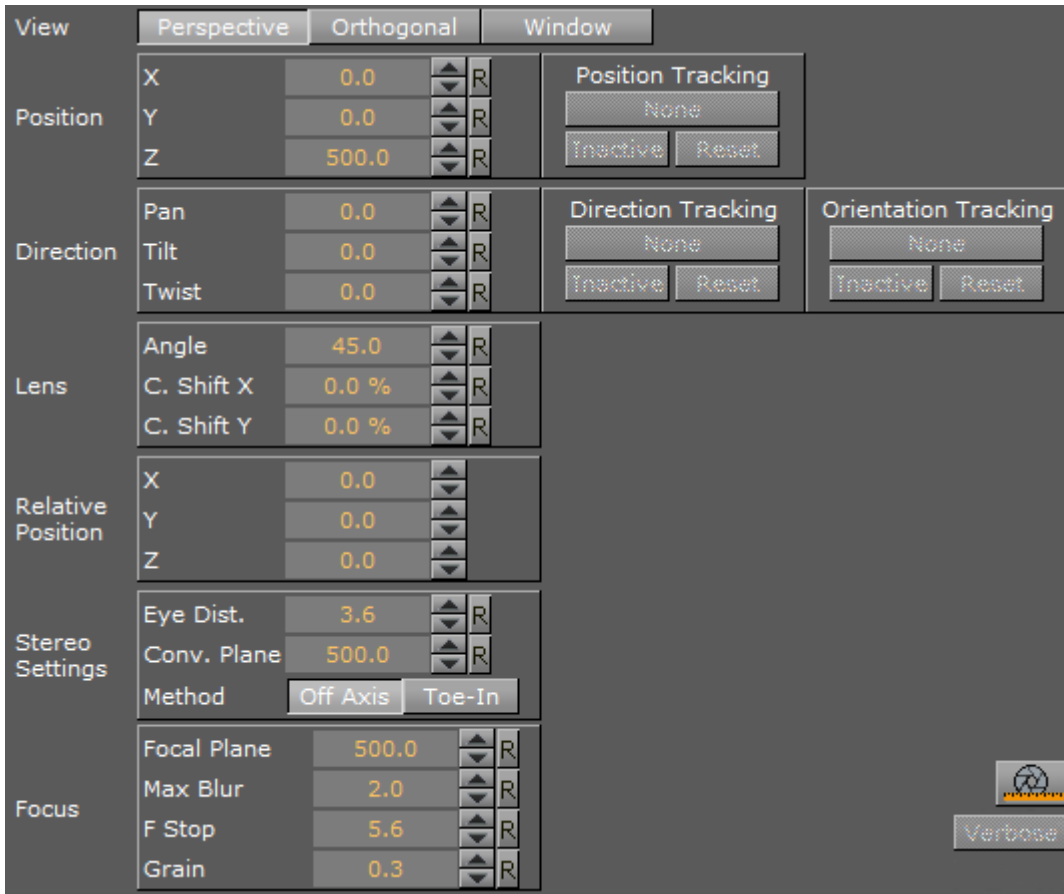 View Perspective Orthogonal Window
Position
X 0.0 R
Y 0.0 R
Z 500.0 R
Position Tracking
None
Inactive Reset
Direction
Pan 0.0 R
Tilt 0.0 R
Twist 0.0 R
Direction Tracking
None
Inactive Reset
Orientation Tracking
None
Inactive Reset
Lens
Angle 45.0 R
C. Shift X 0.0 % R
C. Shift Y 0.0 % R
Relative
Position
X 0.0
Y 0.0
Z 0.0
Stereo
Settings
Eye Dist. 3.6 R
Conv. Plane 500.0 R
Method Off Axis Toe-In
Focus
Focal Plane 500.0 R
Max Blur 2.0 R
F Stop 5.6 R
Grain 0.3 R
Verbose